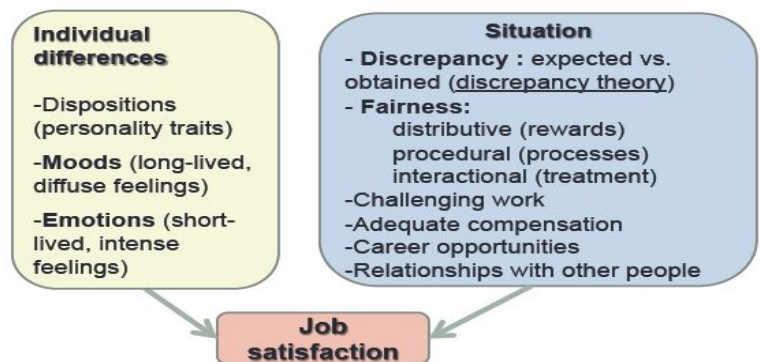 Individual
differences
-Dispositions
(personality traits)
-Moods (long-lived,
diffuse feelings)
-Emotions (short-
lived, intense
feelings)
Situation
- Discrepancy : expected vs.
obtained (discrepancy theory)
- Fairness:
distributive (rewards)
procedural (processes)
interactional (treatment)
-Challenging work
-Adequate compensation
-Career opportunities
-Relationships with other people
Job
satisfaction